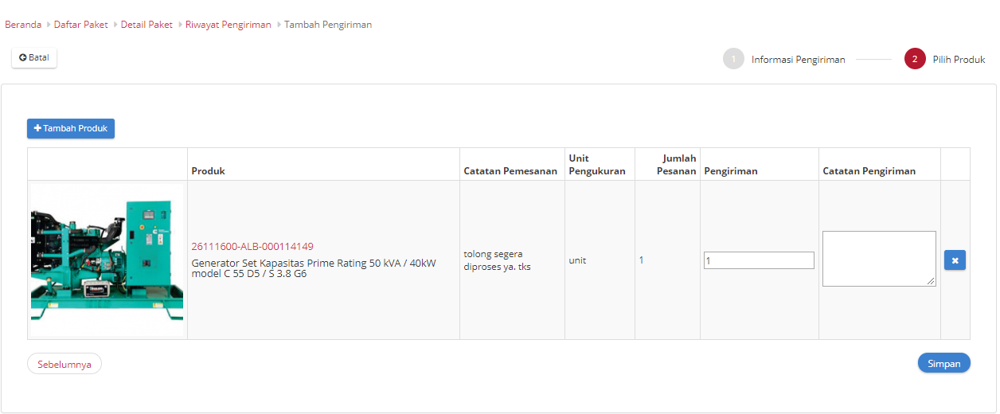 Beranda Daftar Paket Detail Paket Riwayat Pengiriman Tambah Pengiriman
Batal
1 Informasi Pengiriman 2 Pilih Produk
Tambah Produk
Produk Catatan Pemesanan Unit Pengukuran Jumlah Pesanan Pengiriman Catatan Pengiriman
26111600-ALB-000114149
Generator Set Kapasitas Prime Rating 50 kVA / 40kW
model C 55 D5 / S 3.8 G6
tolong segera
diproses ya. tks
unit
1
1
Sebelumnya
Simpan